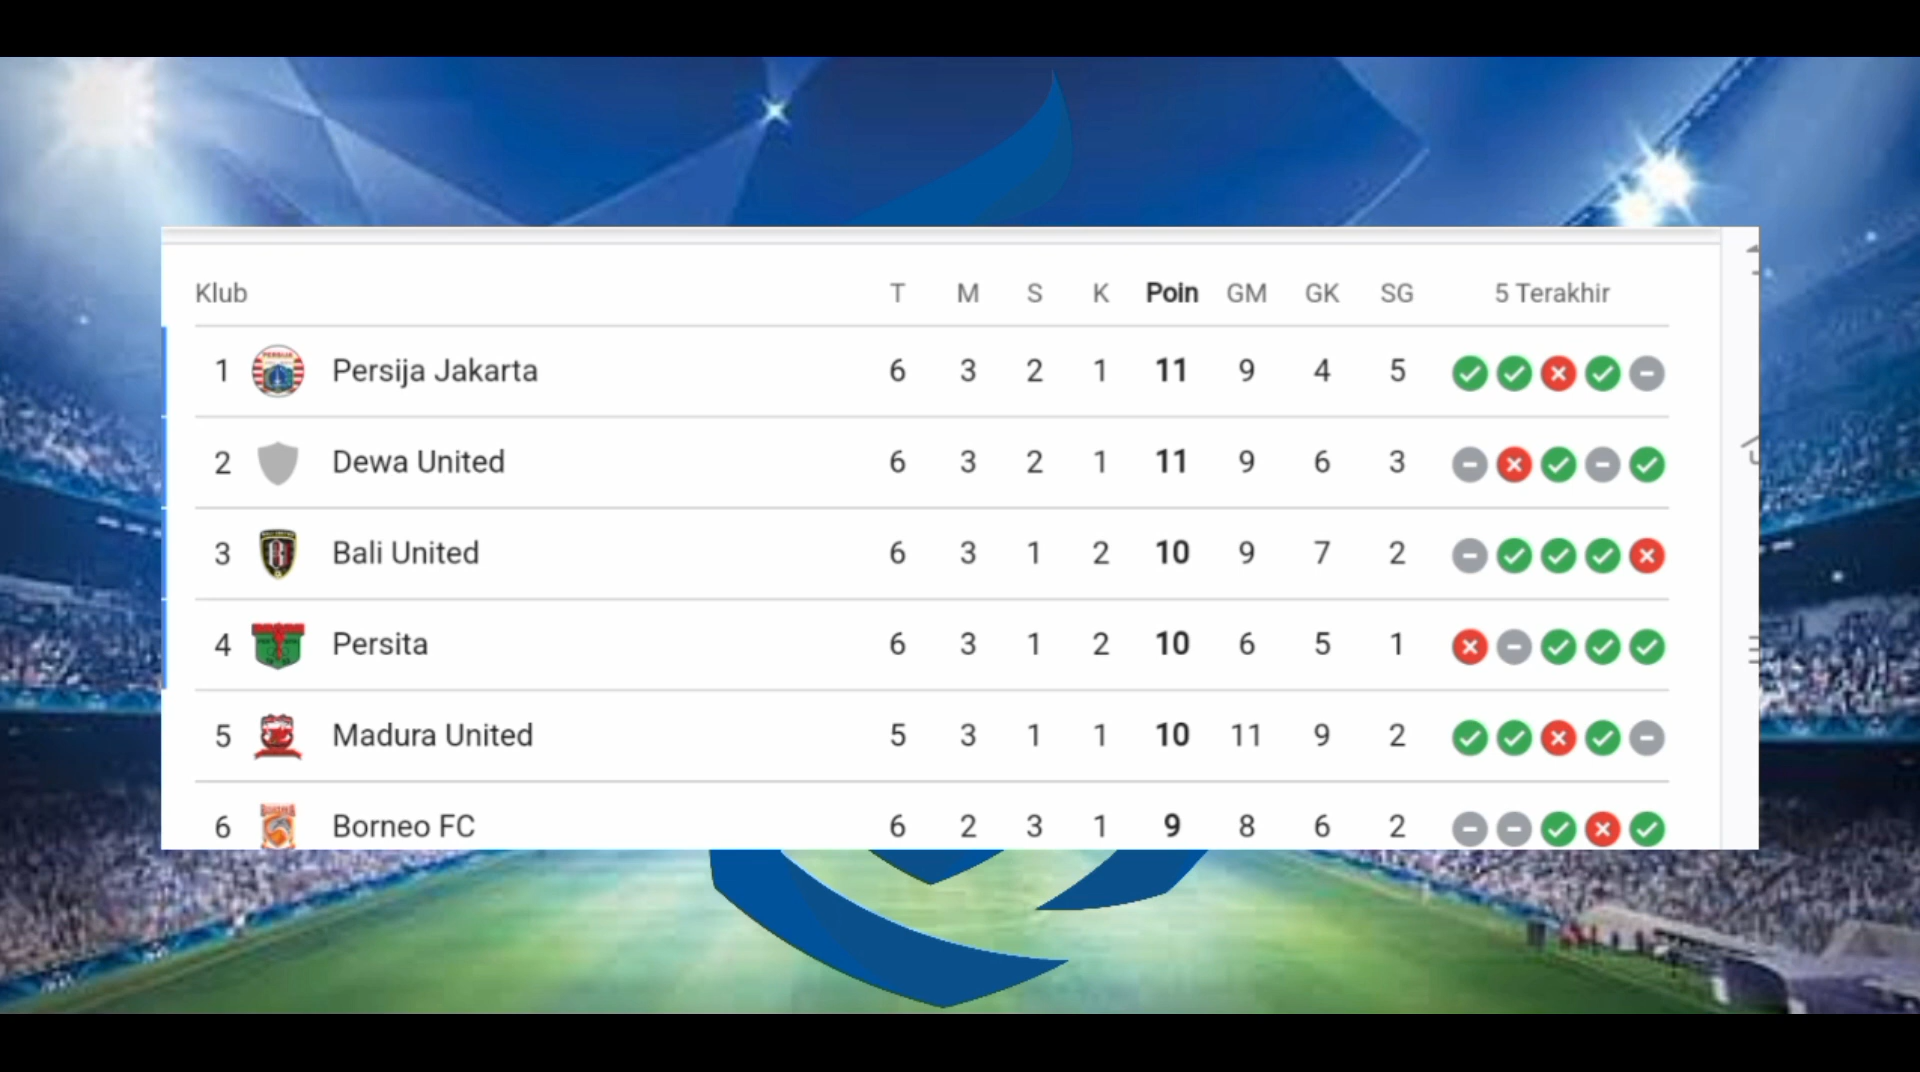 Klub T M S K Poin GM GK SG 5 Terakhir
1 Persija Jakarta 6 3 2 1 11 9 4 5
2 Dewa United 6 3 2 1 11 9 6 3
3 Bali United 6 3 1 2 10 9 7 2
4 Persita 6 3 1 2 10 6 5 1
5 Madura United 5 3 1 1 10 11 9 2
6 Borneo FC 6 2 3 1 9 8 6 2